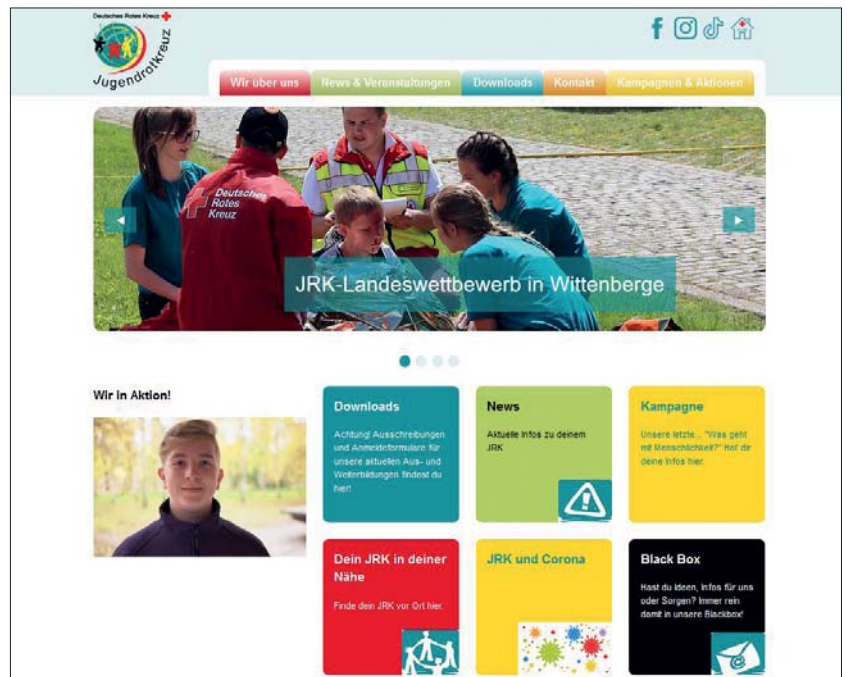 Deutsches Rotes Kreuz
Jugendrotkreuz
Wir über uns
News & Veranstaltungen
Downloads
Kontakt
Kampagnen & Aktionen
Deutsches
Rotes
Kreuz
JRK-Landeswettbewerb in Wittenberge
Wir in Aktion!
Downloads
Achtung! Ausschreibungen
und Anmeldeformulare für
unsere aktuellen Aus- und
Weiterbildungen findest du
hier!
News
Aktuelle Infos zu deinem
JRK
Kampagne
Unsere letzte... "Was geht
mit Menschlichkeit?" Hol dir
deine Infos hier.
Dein JRK in deiner
Nähe
Finde dein JRK vor Ort hier.
JRK und Corona
Black Box
Hast du Ideen, Infos für uns
oder Sorgen? Immer rein
damit in unsere Blackbox!